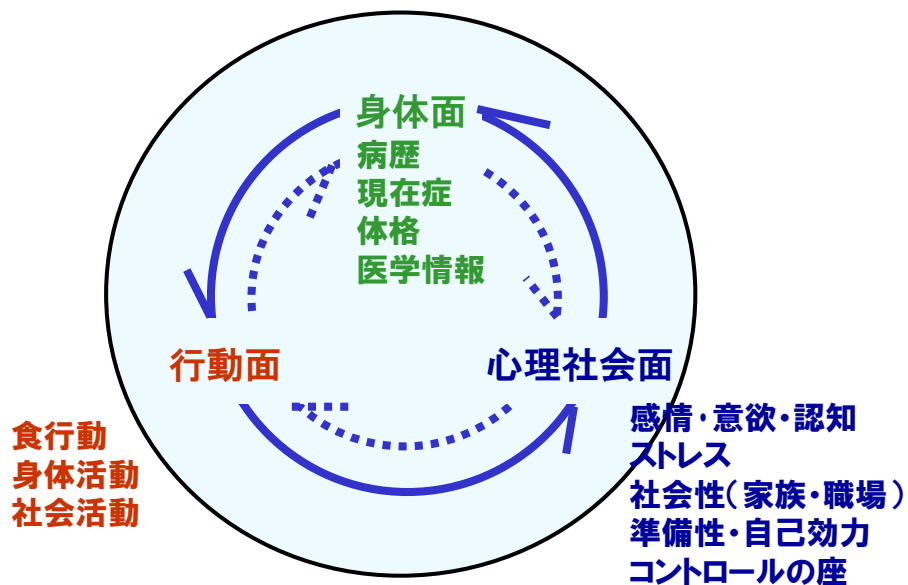 身体面
病歴
現在症
体格
医学情報
行動面
心理社会面
食行動
身体活動
社会活動
感情・意欲・認知
ストレス
社会性(家族・職場)
準備性・自己効力
コントロールの座